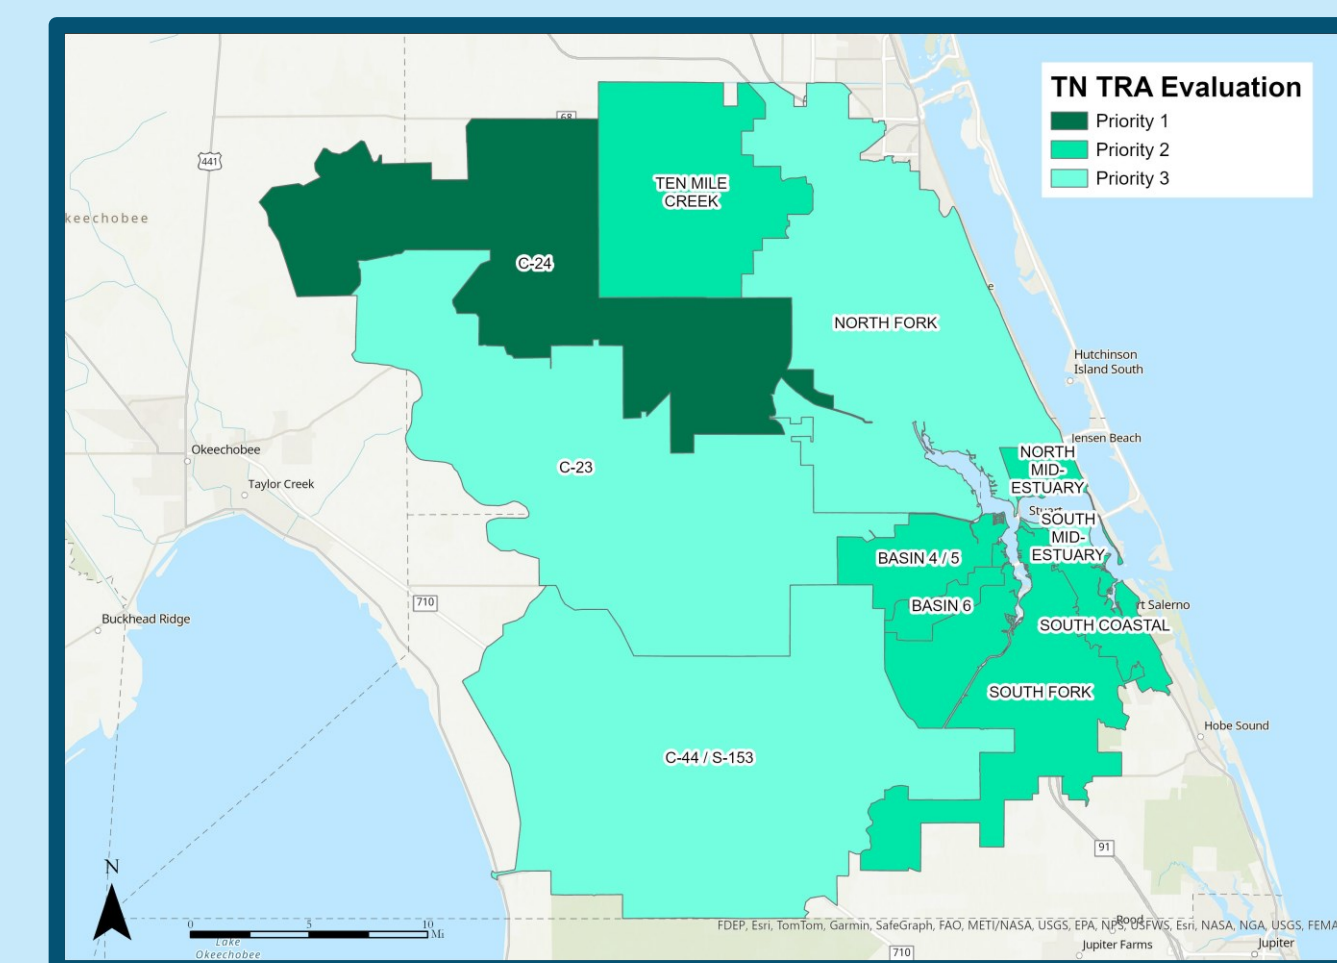 TN TRA Evaluation
Priority 1
Priority 2
Priority 3
68
441
keechobee
TEN MILE
CREEK
C-24
NORTH FORK
e
Hutchinson
Island South
Jensen Beach
Okeechobee
NORTH
MID-
ESTUARY
C-23
Taylor Creek
Stuart
SOUTH
MID-
ESTUARY
BASIN 4 / 5
710
BASIN 6
rt Salerno
Buckhead Ridge
SOUTH COASTAL
SOUTH FORK
Hobe Sound
C-44 / S-153
91
N
0 5 10
Mi
Lake
Okeechobee
FDEP, Esri, TomTom, Garmin, SafeGraph, FAO, METI/NASA, USGS, EPA, NPS, USFWS, Esri, NASA, NGA, USGS, FEMA
Rood
710
Jupiter Farms
Jupiter